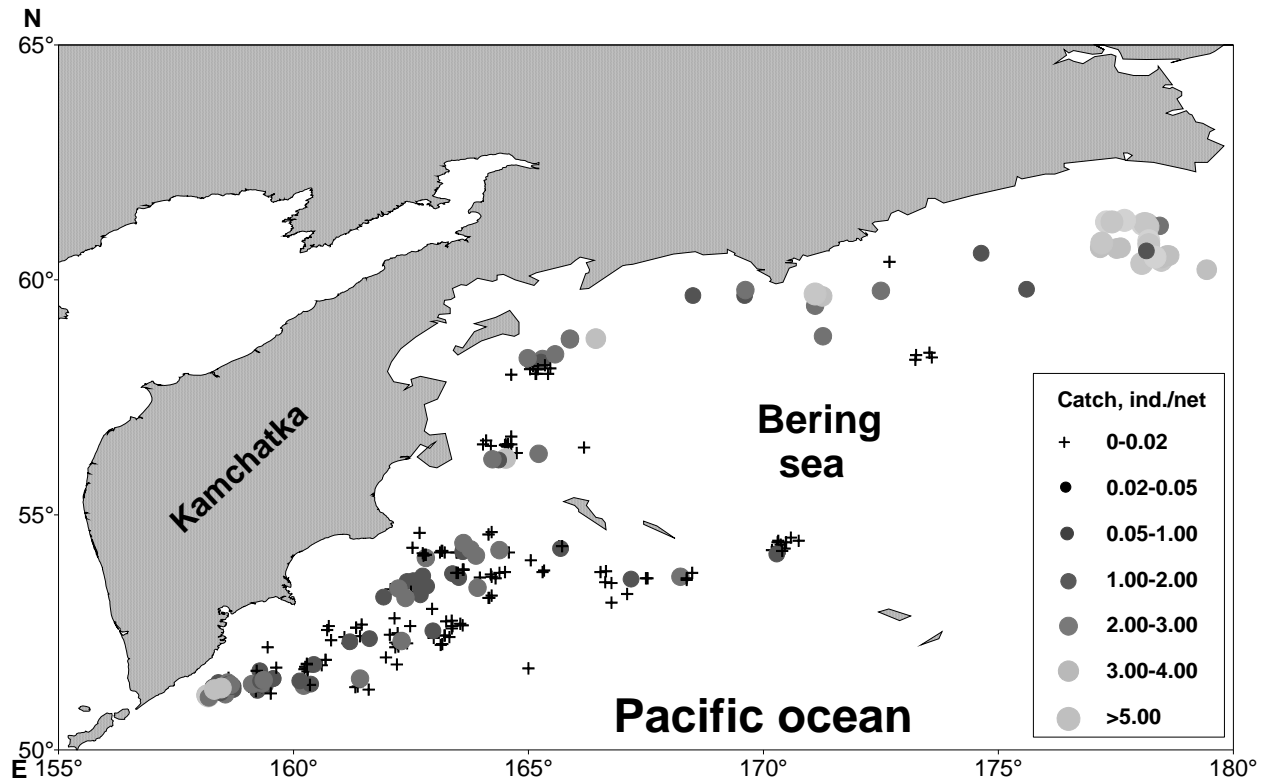 N
65°
60°
55°
50°
E
155°
160°
165°
170°
175°
180°
Kamchatka
Bering
sea
Pacific ocean
Catch, ind./net
0-0.02
0.02-0.05
0.05-1.00
1.00-2.00
2.00-3.00
3.00-4.00
>5.00